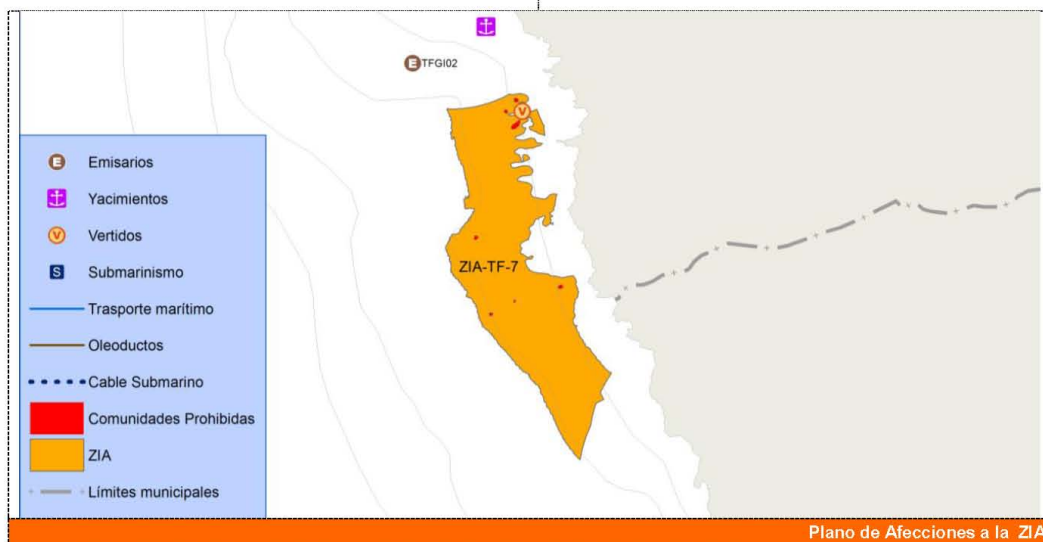 TFGI02
V
E Emisarios
Yacimientos
V Vertidos
S Submarinismo
Trasporte marítimo
Oleoductos
Cable Submarino
Comunidades Prohibidas
ZIA
Límites municipales
E
ZIA-TF-7
Plano de Afecciones a la ZIA